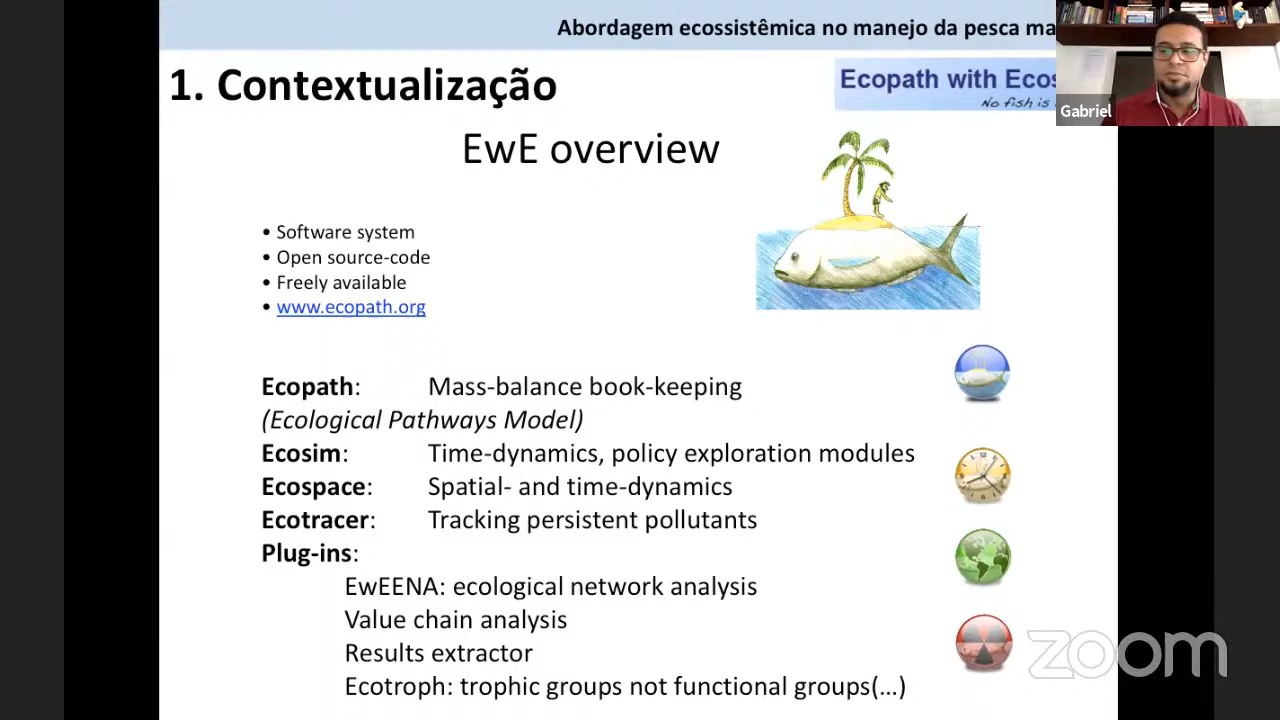 Abordagem ecossistêmica no manejo da pesca
1. Contextualização
Ecopath with
No fish is
Gabriel
EwE overview
• Software system
• Open source-code
• Freely available
• www.ecopath.org
Ecopath: Mass-balance book-keeping
(Ecological Pathways Model)
Ecosim: Time-dynamics, policy exploration modules
Ecospace: Spatial- and time-dynamics
Ecotracer: Tracking persistent pollutants
Plug-ins:
EwEENA: ecological network analysis
Value chain analysis
Results extractor
Ecotroph: trophic groups not functional groups(...)
zoom